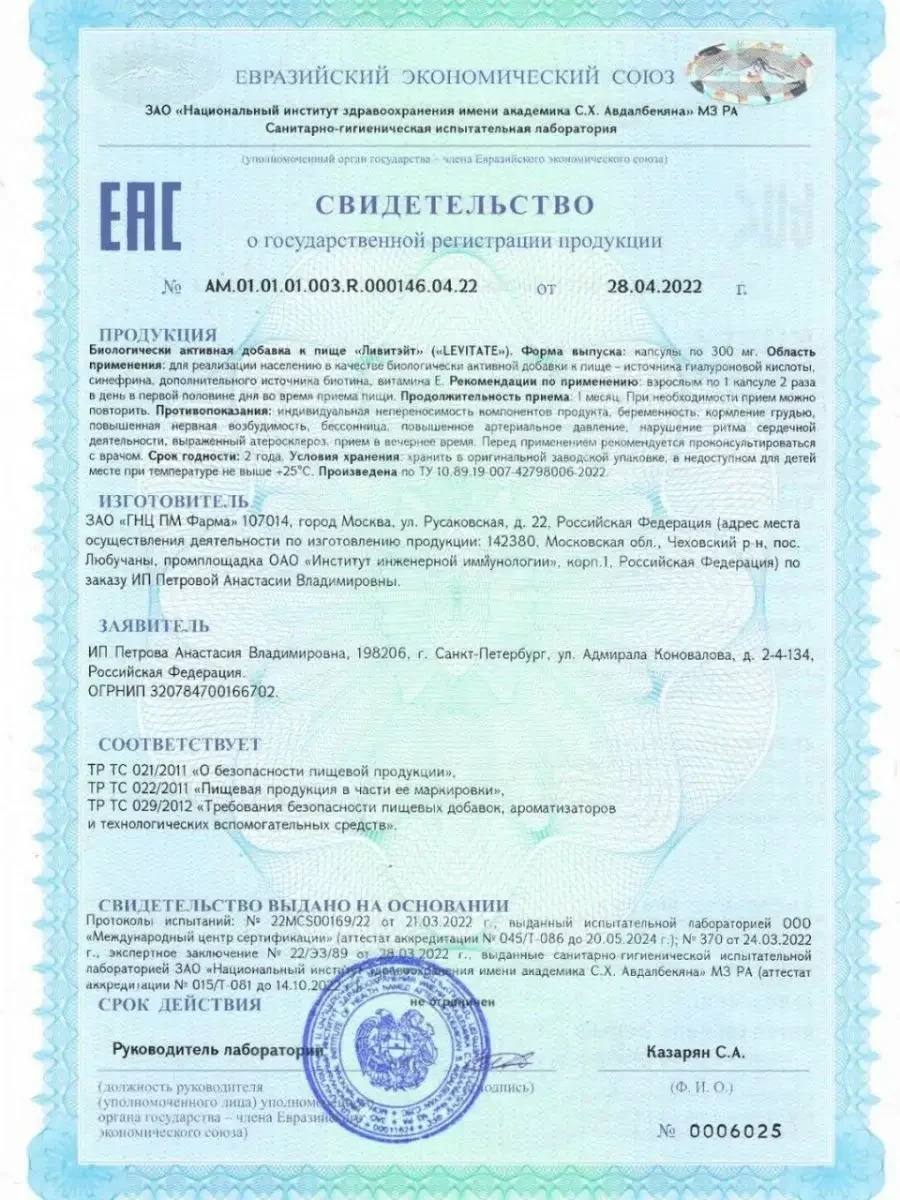 ЕВРАЗИЙСКИЙ ЭКОНОМИЧЕСКИЙ СОЮЗ
ЗАО «Национальный институт здравоохранения имени академика С.Х. Авдалбекяна» МЗ РА
Санитарно-гигиеническая испытательная лаборатория
(уполномоченный орган государства – члена Евразийского экономического союза)
ЕАС
СВИДЕТЕЛЬСТВО
о государственной регистрации продукции
№ AM.01.01.01.003.R.000146.04.22 от 28.04.2022 г.
ПРОДУКЦИЯ
Биологически активная добавка к пище «Ливитэйт» («LEVITATE»). Форма выпуска: капсулы по 300 мг. Область
применения: для реализации населению в качестве биологически активной добавки к пище – источника гиалуроновой кислоты,
синефрина, дополнительного источника биотина, витамина Е. Рекомендации по применению: взрослым по 1 капсуле 2 раза
в день в первой половине дня во время приема пищи. Продолжительность приема: 1 месяц. При необходимости прием можно
повторить. Противопоказания: индивидуальная непереносимость компонентов продукта, беременность, кормление грудью,
повышенная нервная возбудимость, бессонница, повышенное артериальное давление, нарушение ритма сердечной
деятельности, выраженный атеросклероз, прием в вечернее время. Перед применением рекомендуется проконсультироваться
с врачом. Срок годности: 2 года. Условия хранения: хранить в оригинальной заводской упаковке, в недоступном для детей
месте при температуре не выше +25°С. Произведена по ТУ 10.89.19-007-42798006-2022.
ИЗГОТОВИТЕЛЬ
ЗАО «ГНЦ ПМ Фарма» 107014, город Москва, ул. Русаковская, д. 22, Российская Федерация (адрес места
осуществления деятельности по изготовлению продукции: 142380, Московская обл., Чеховский р-н, пос.
Любучаны, промплощадка ОАО «Институт инженерной иммунологии», корп.1, Российская Федерация) по
заказу ИП Петровой Анастасии Владимировны.
ЗАЯВИТЕЛЬ
ИП Петрова Анастасия Владимировна, 198206, г. Санкт-Петербург, ул. Адмирала Коновалова, д. 2-4-134,
Российская Федерация.
ОГРНИП 320784700166702.
СООТВЕТСТВУЕТ
ТР ТС 021/2011 «О безопасности пищевой продукции»,
ТР ТС 022/2011 «Пищевая продукция в части ее маркировки»,
ТР ТС 029/2012 «Требования безопасности пищевых добавок, ароматизаторов
и технологических вспомогательных средств».
СВИДЕТЕЛЬСТВО ВЫДАНО НА ОСНОВАНИИ
Протоколы испытаний: № 22MCS00169/22 от 21.03.2022 г., выданный испытательной лабораторией ООО
«Международный центр сертификации» (аттестат аккредитации № 045/Т-086 до 20.05.2024 г.); № 370 от 24.03.2022
г., экспертное заключение № 22/ЭЗ/89 от 28.03.2022 г., выданные санитарно-гигиенической испытательной
лабораторией ЗАО «Национальный институт здравоохранения имени академика С.Х. Авдалбекяна» МЗ РА (аттестат
аккредитации № 015/Т-081 до 14.10.2022
СРОК ДЕЙСТВИЯ не ограничен
Руководитель лаборатории Казарян С.А.
(должность руководителя (подпись) (Ф. И. О.)
(уполномоченного лица) уполном
органа государства – члена Еврази
экономического союза)
№ 0006025